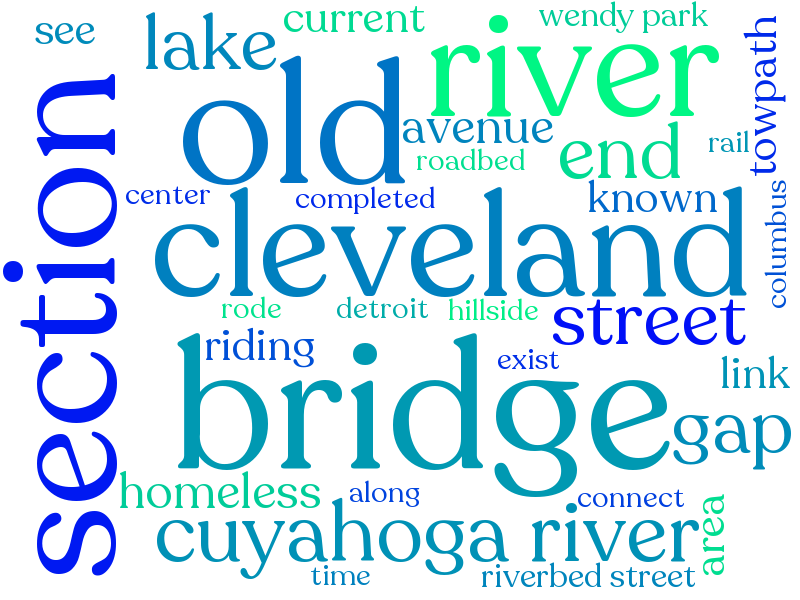 see
current
wendy park
lake
river
towpath
section
old
avenue
end
rail
roadbed
center
completed
known
columbus
cleveland
rode
detroit
hillside
street
riding
exist
link
bridge
gap
homeless
along
connect
area
cuyahoga river
time
riverbed street